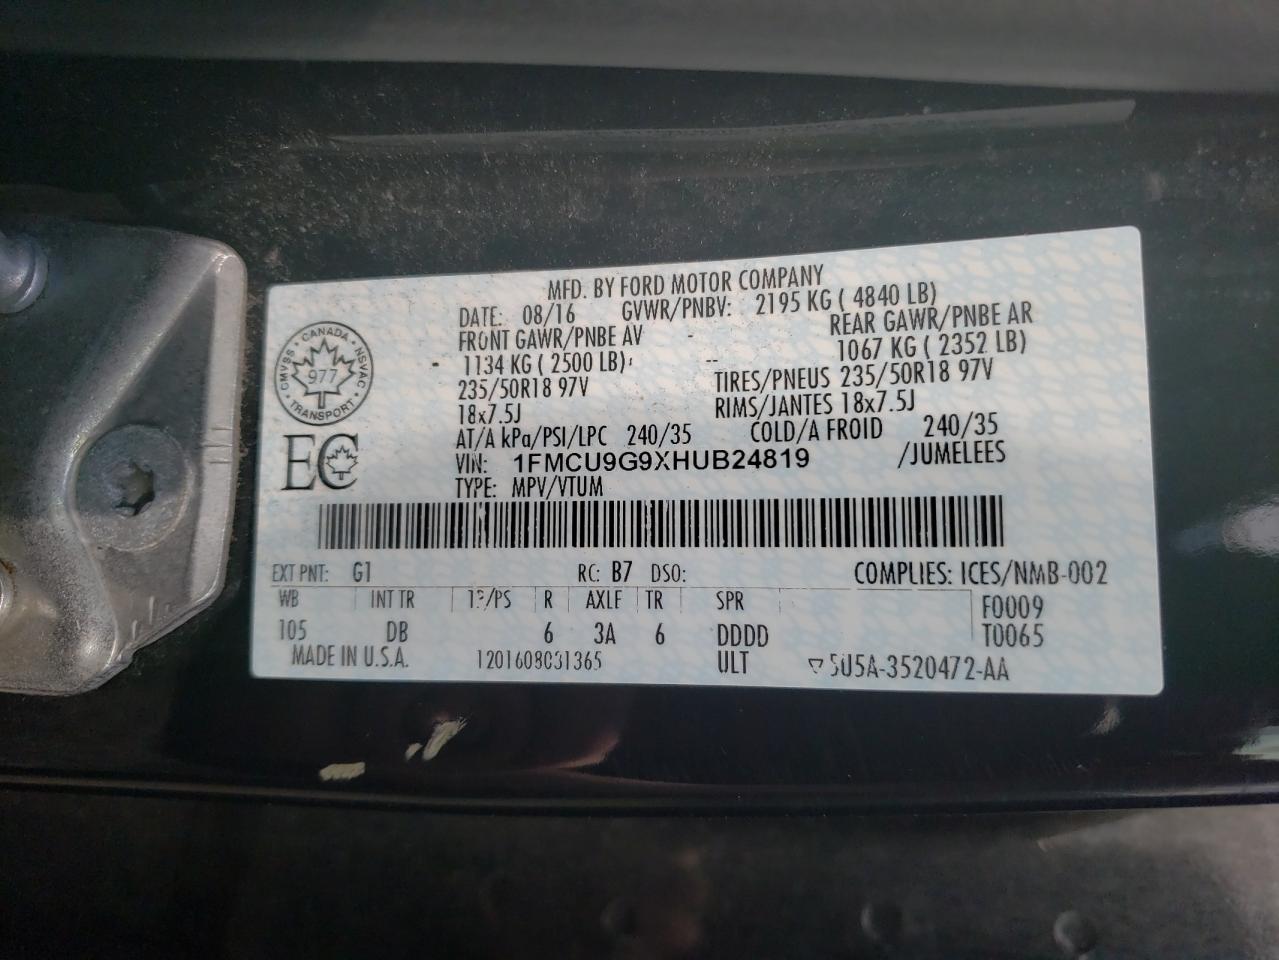 MFD. BY FORD MOTOR COMPANY
DATE: 08/16 GVWR/PNBV: 2195 KG ( 4840 LB)
FRONT GAWR/PNBE AV REAR GAWR/PNBE AR
1134 KG ( 2500 LB) 1067 KG ( 2352 LB)
235/50R18 97V TIRES/PNEUS 235/50R18 97V
18x7.5J RIMS/JANTES 18x7.5J
AT/A kPa/PSI/LPC 240/35 COLD/A FROID 240/35
VIN: 1FMCU9G9XHUB24819 /JUMELEES
TYPE: MPV/VTUM
CANADA
CMVSS NSVAC
977
TRANSPORT
EC
EXT PNT: G1 RC: B7 DSO: COMPLIES: ICES/NMB-002
WB INT TR TP/PS R AXLE TR SPR F0009
105 DB 6 3A 6 DDDD T0065
MADE IN U.S.A. ULT 5U5A-3520472-AA